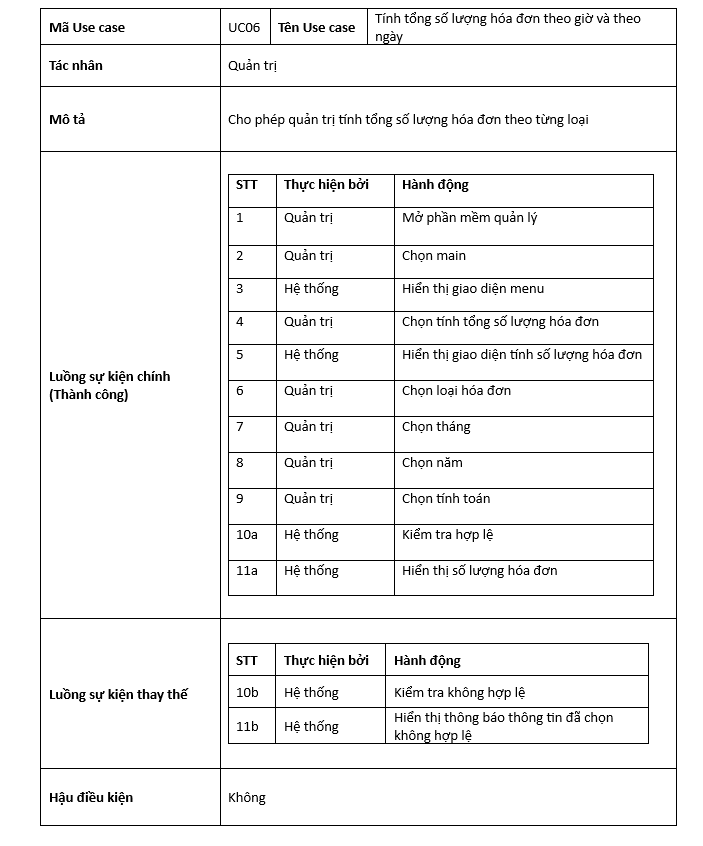 Mã Use case UC06 Tên Use case Tính tổng số lượng hóa đơn theo giờ và theo
ngày
Tác nhân Quản trị
Mô tả Cho phép quản trị tính tổng số lượng hóa đơn theo từng loại
Luồng sự kiện chính
(Thành công)
STT Thực hiện bởi Hành động
1 Quản trị Mở phần mềm quản lý
2 Quản trị Chọn main
3 Hệ thống Hiển thị giao diện menu
4 Quản trị Chọn tính tổng số lượng hóa đơn
5 Hệ thống Hiển thị giao diện tính số lượng hóa đơn
6 Quản trị Chọn loại hóa đơn
7 Quản trị Chọn tháng
8 Quản trị Chọn năm
9 Quản trị Chọn tính toán
10a Hệ thống Kiểm tra hợp lệ
11a Hệ thống Hiển thị số lượng hóa đơn
Luồng sự kiện thay thế
STT Thực hiện bởi Hành động
10b Hệ thống Kiểm tra không hợp lệ
11b Hệ thống Hiển thị thông báo thông tin đã chọn
không hợp lệ
Hậu điều kiện Không